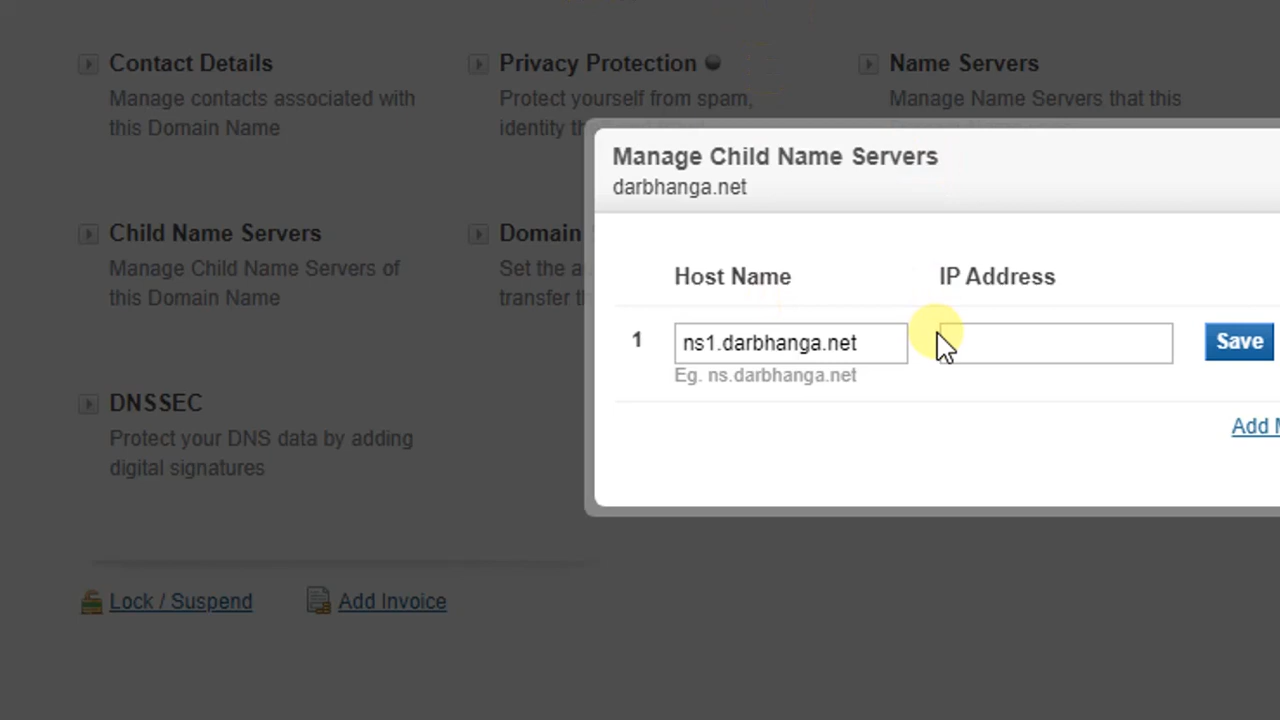 Contact Details
Manage contacts associated with
this Domain Name
Privacy Protection
Protect yourself from spam,
identity
Name Servers
Manage Name Servers that this
Manage Child Name Servers
darbhanga.net
Child Name Servers
Manage Child Name Servers of
this Domain Name
Domain
Set the
transfer
Host Name
IP Address
1
ns1.darbhanga.net
Save
Eg. ns.darbhanga.net
Add
DNSSEC
Protect your DNS data by adding
digital signatures
Lock / Suspend
Add Invoice